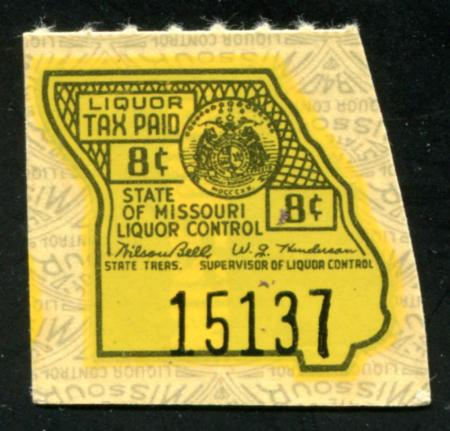 LIQUOR
TAX PAID
8¢
8¢
STATE
OF MISSOURI
LIQUOR CONTROL
Wilson Bell W. G. Henderson
STATE TREAS. SUPERVISOR OF LIQUOR CONTROL
15137